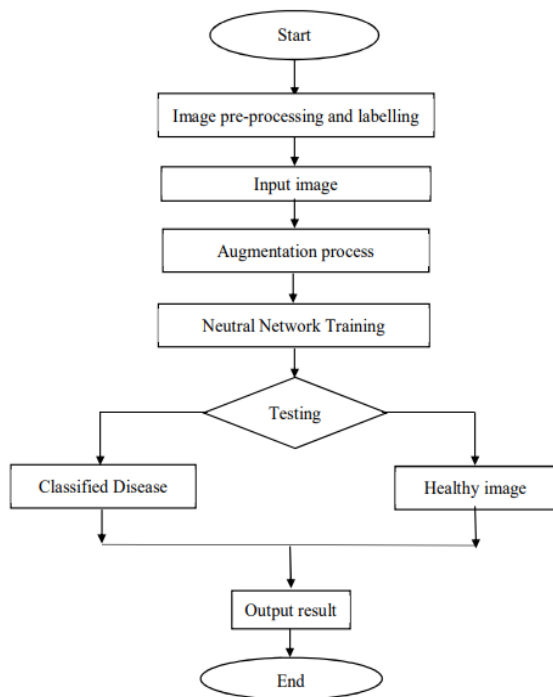 Start
Image pre-processing and labelling
Input image
Augmentation process
Neutral Network Training
Testing
Classified Disease
Healthy image
Output result
End